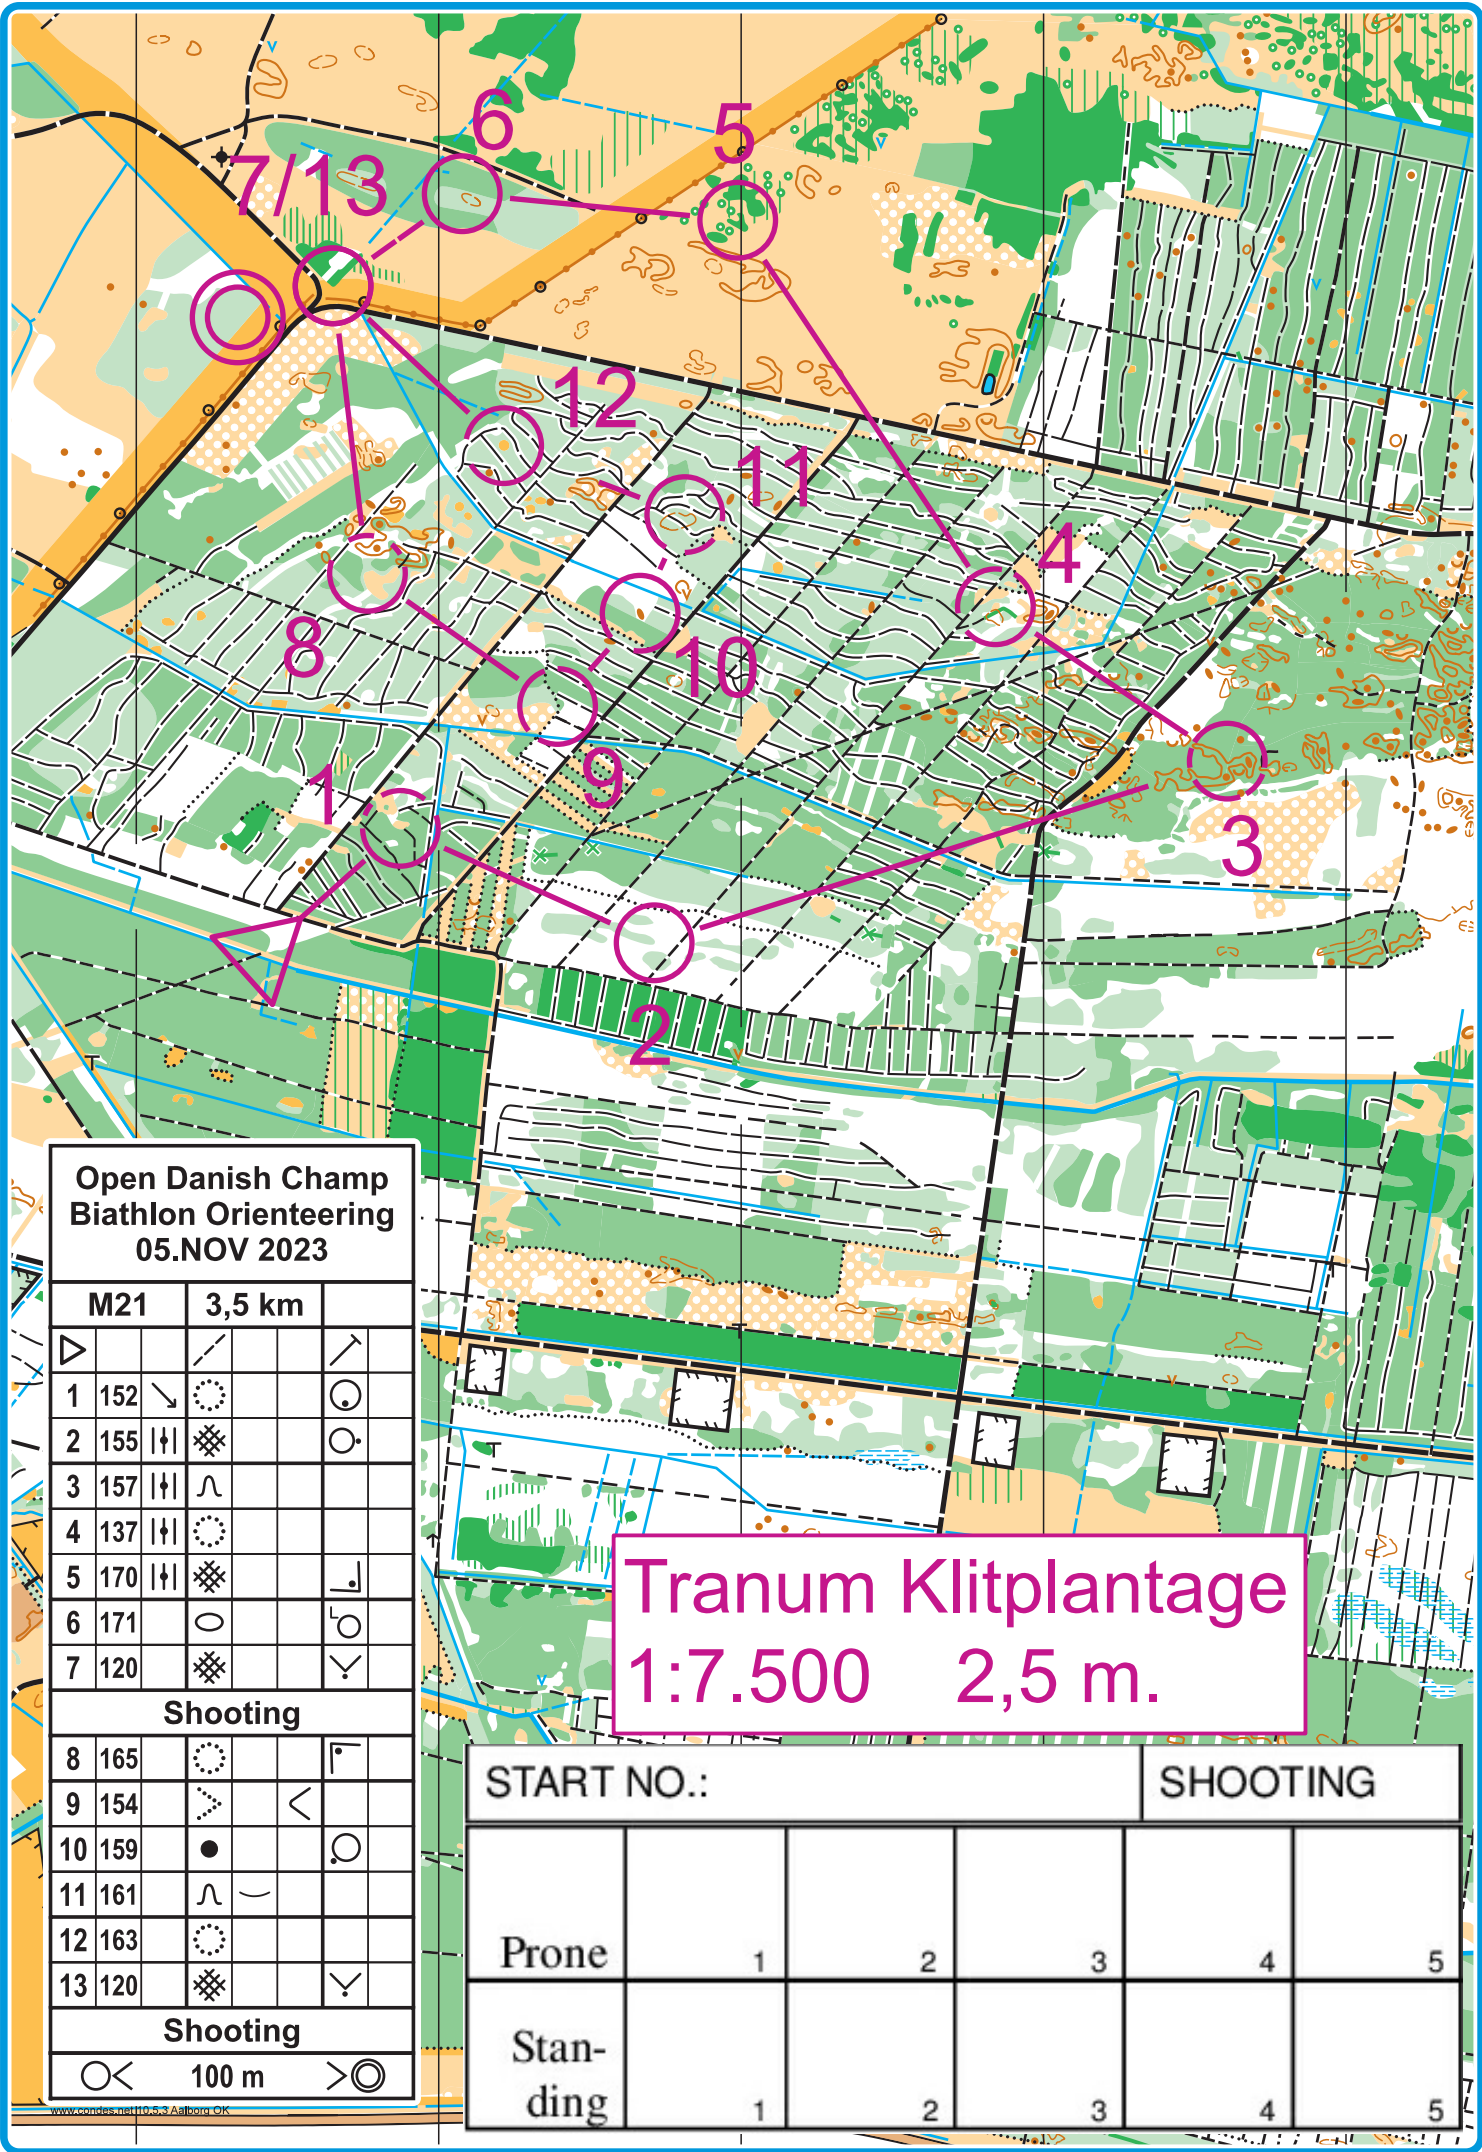 6
5
7/13
12
11
4
8
10
1
9
3
2
Open Danish Champ
Biathlon Orienteering
05.NOV 2023
M21 3,5 km
1 152
2 155
3 157
4 137
5 170
6 171
7 120
Shooting
8 165
9 154
10 159
11 161
12 163
13 120
Shooting
100 m
www.condes.net 10.5.3 Aalborg OK
Tranum Klitplantage
1:7.500 2,5 m.
START NO.: SHOOTING
Prone 1 2 3 4 5
Stan-
ding 1 2 3 4 5